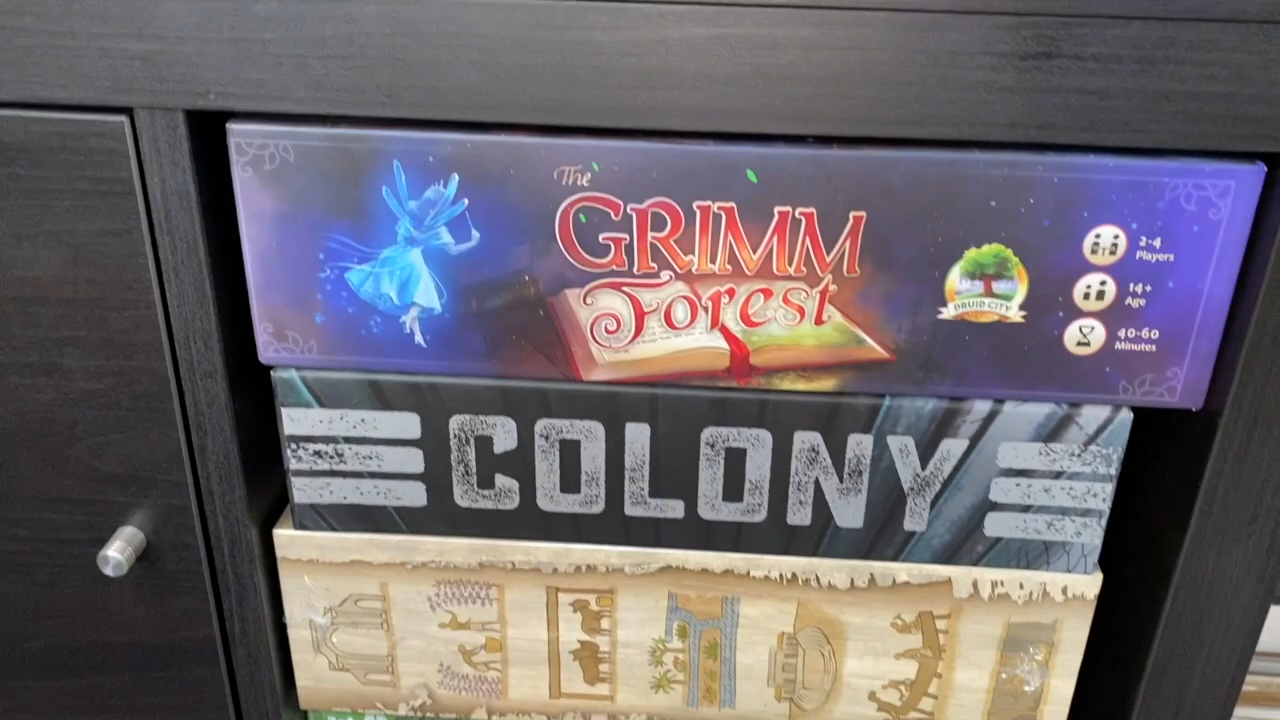 The
GRIMM
Forest
DRUID CITY
2-4
Players
14+
Age
40-60
Minutes
COLONY